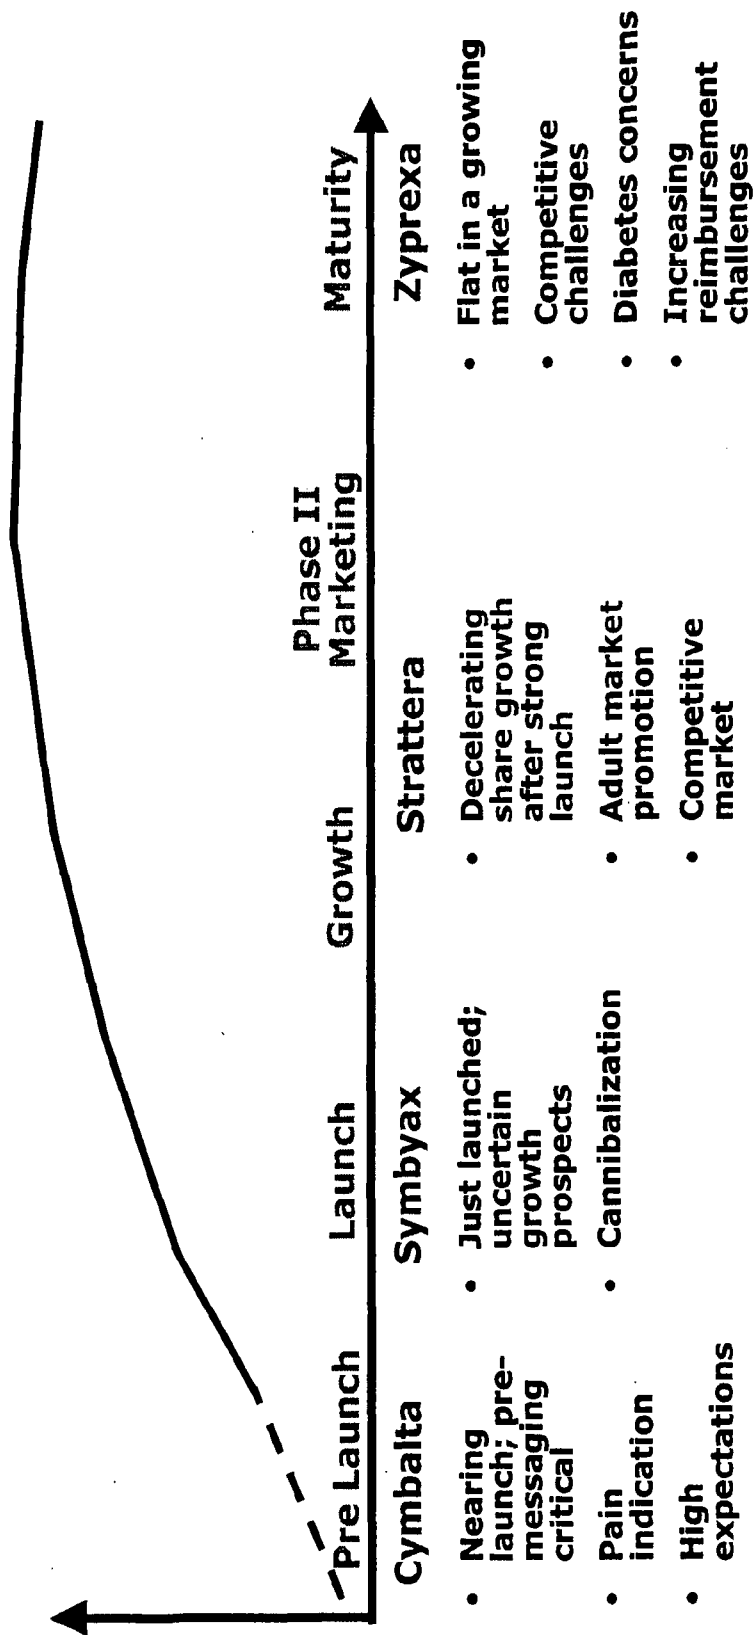 Pre Launch
Launch
Growth
Phase II
Marketing
Maturity
Cymbalta
• Nearing
launch; pre-
messaging
critical
• Pain
indication
• High
expectations
Symbyax
• Just launched;
uncertain
growth
prospects
• Cannibalization
Strattera
• Decelerating
share growth
after strong
launch
• Adult market
promotion
• Competitive
market
Zyprexa
• Flat in a growing
market
• Competitive
challenges
• Diabetes concerns
• Increasing
reimbursement
challenges